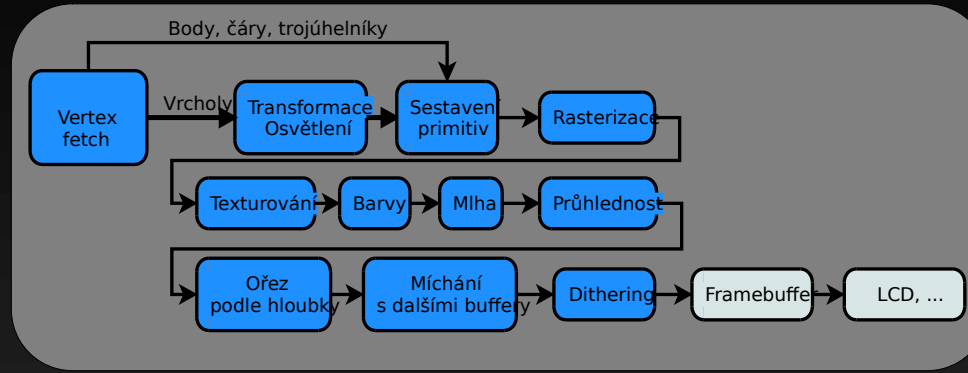 Body, čáry, trojúhelníky
Vertex
fetch
Vrcholy
Transformace
Osvětlení
Sestavení
primitiv
Rasterizace
Texturování
Barvy
Mlha
Průhlednost
Ořez
podle hloubky
Míchání
s dalšími buffery
Dithering
Framebuffer
LCD, ...